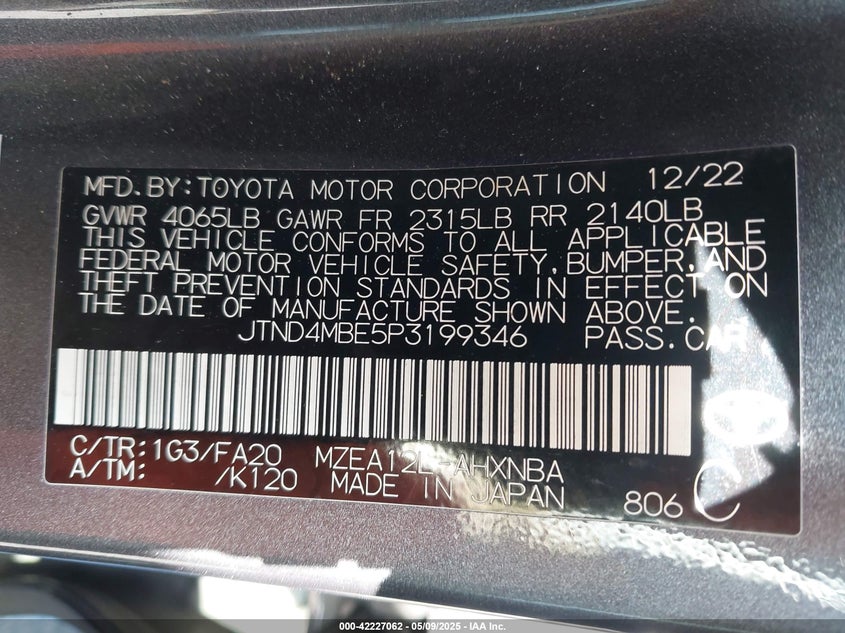 MFD.BY:TOYOTA MOTOR CORPORATION 12/22
GVWR 4065LB GAWR FR 2315LB RR 2140LB
THIS VEHICLE CONFORMS TO ALL APPLICABLE
FEDERAL MOTOR VEHICLE SAFETY,BUMPER,AND
THEFT PREVENTION STANDARDS IN EFFECT ON
THE DATE OF MANUFACTURE SHOWN ABOVE.
JTND4MBE5P3199346 PASS.CAR
C/TR:1G3/FA20 MZEA12L-AHXNBA
A/TM: /K120 MADE IN JAPAN
806 C
000-42227062 - 05/09/2025 - IAA Inc.